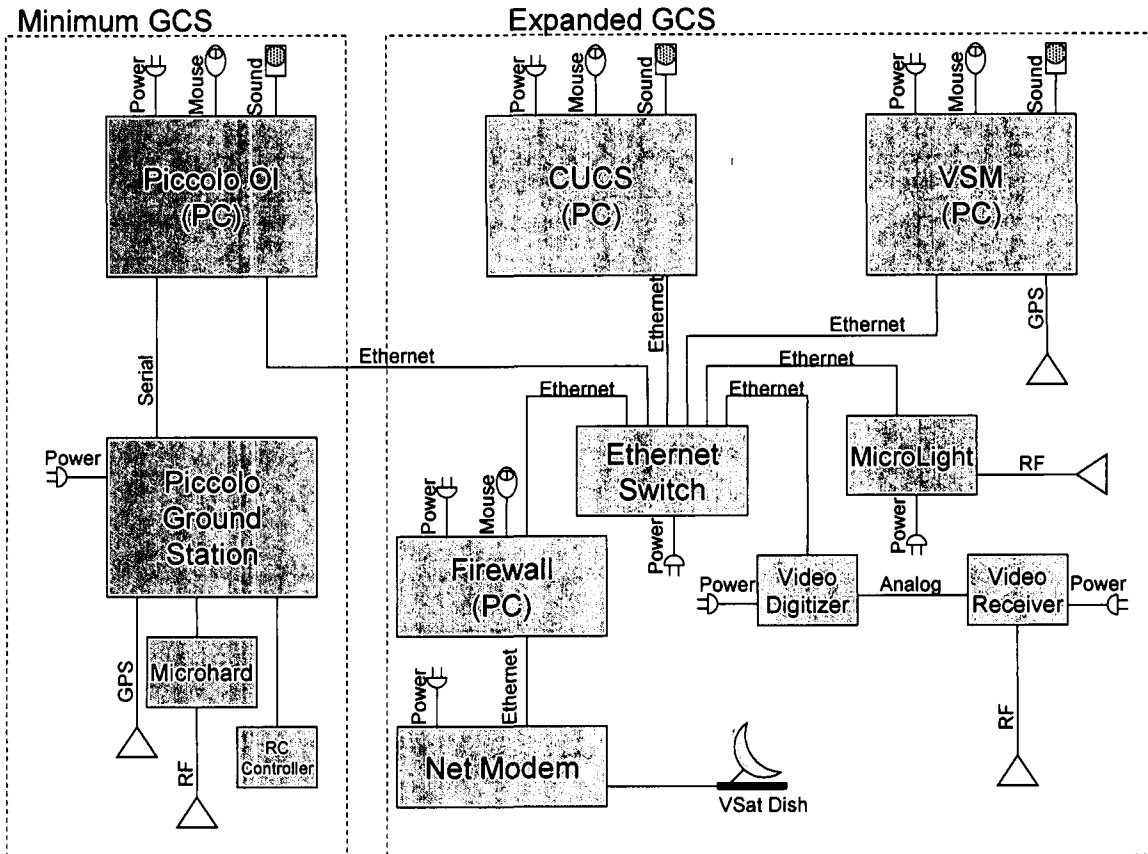 Minimum GCS
Expanded GCS
Power
Mouse
Sound
Power
Mouse
Sound
Power
Mouse
Sound
Piccolo OI
(PC)
CUCS
(PC)
VSM
(PC)
Serial
Ethernet
Ethernet
Ethernet
GPS
Ethernet
Ethernet
Power
Piccolo
Ground
Station
Ethernet
Switch
MicroLight
RF
Power
Mouse
Power
Power
Firewall
(PC)
Power
Video
Digitizer
Analog
Video
Receiver
Power
GPS
Microhard
RF
RC
Controller
Power
Ethernet
Net Modem
VSat Dish
RF